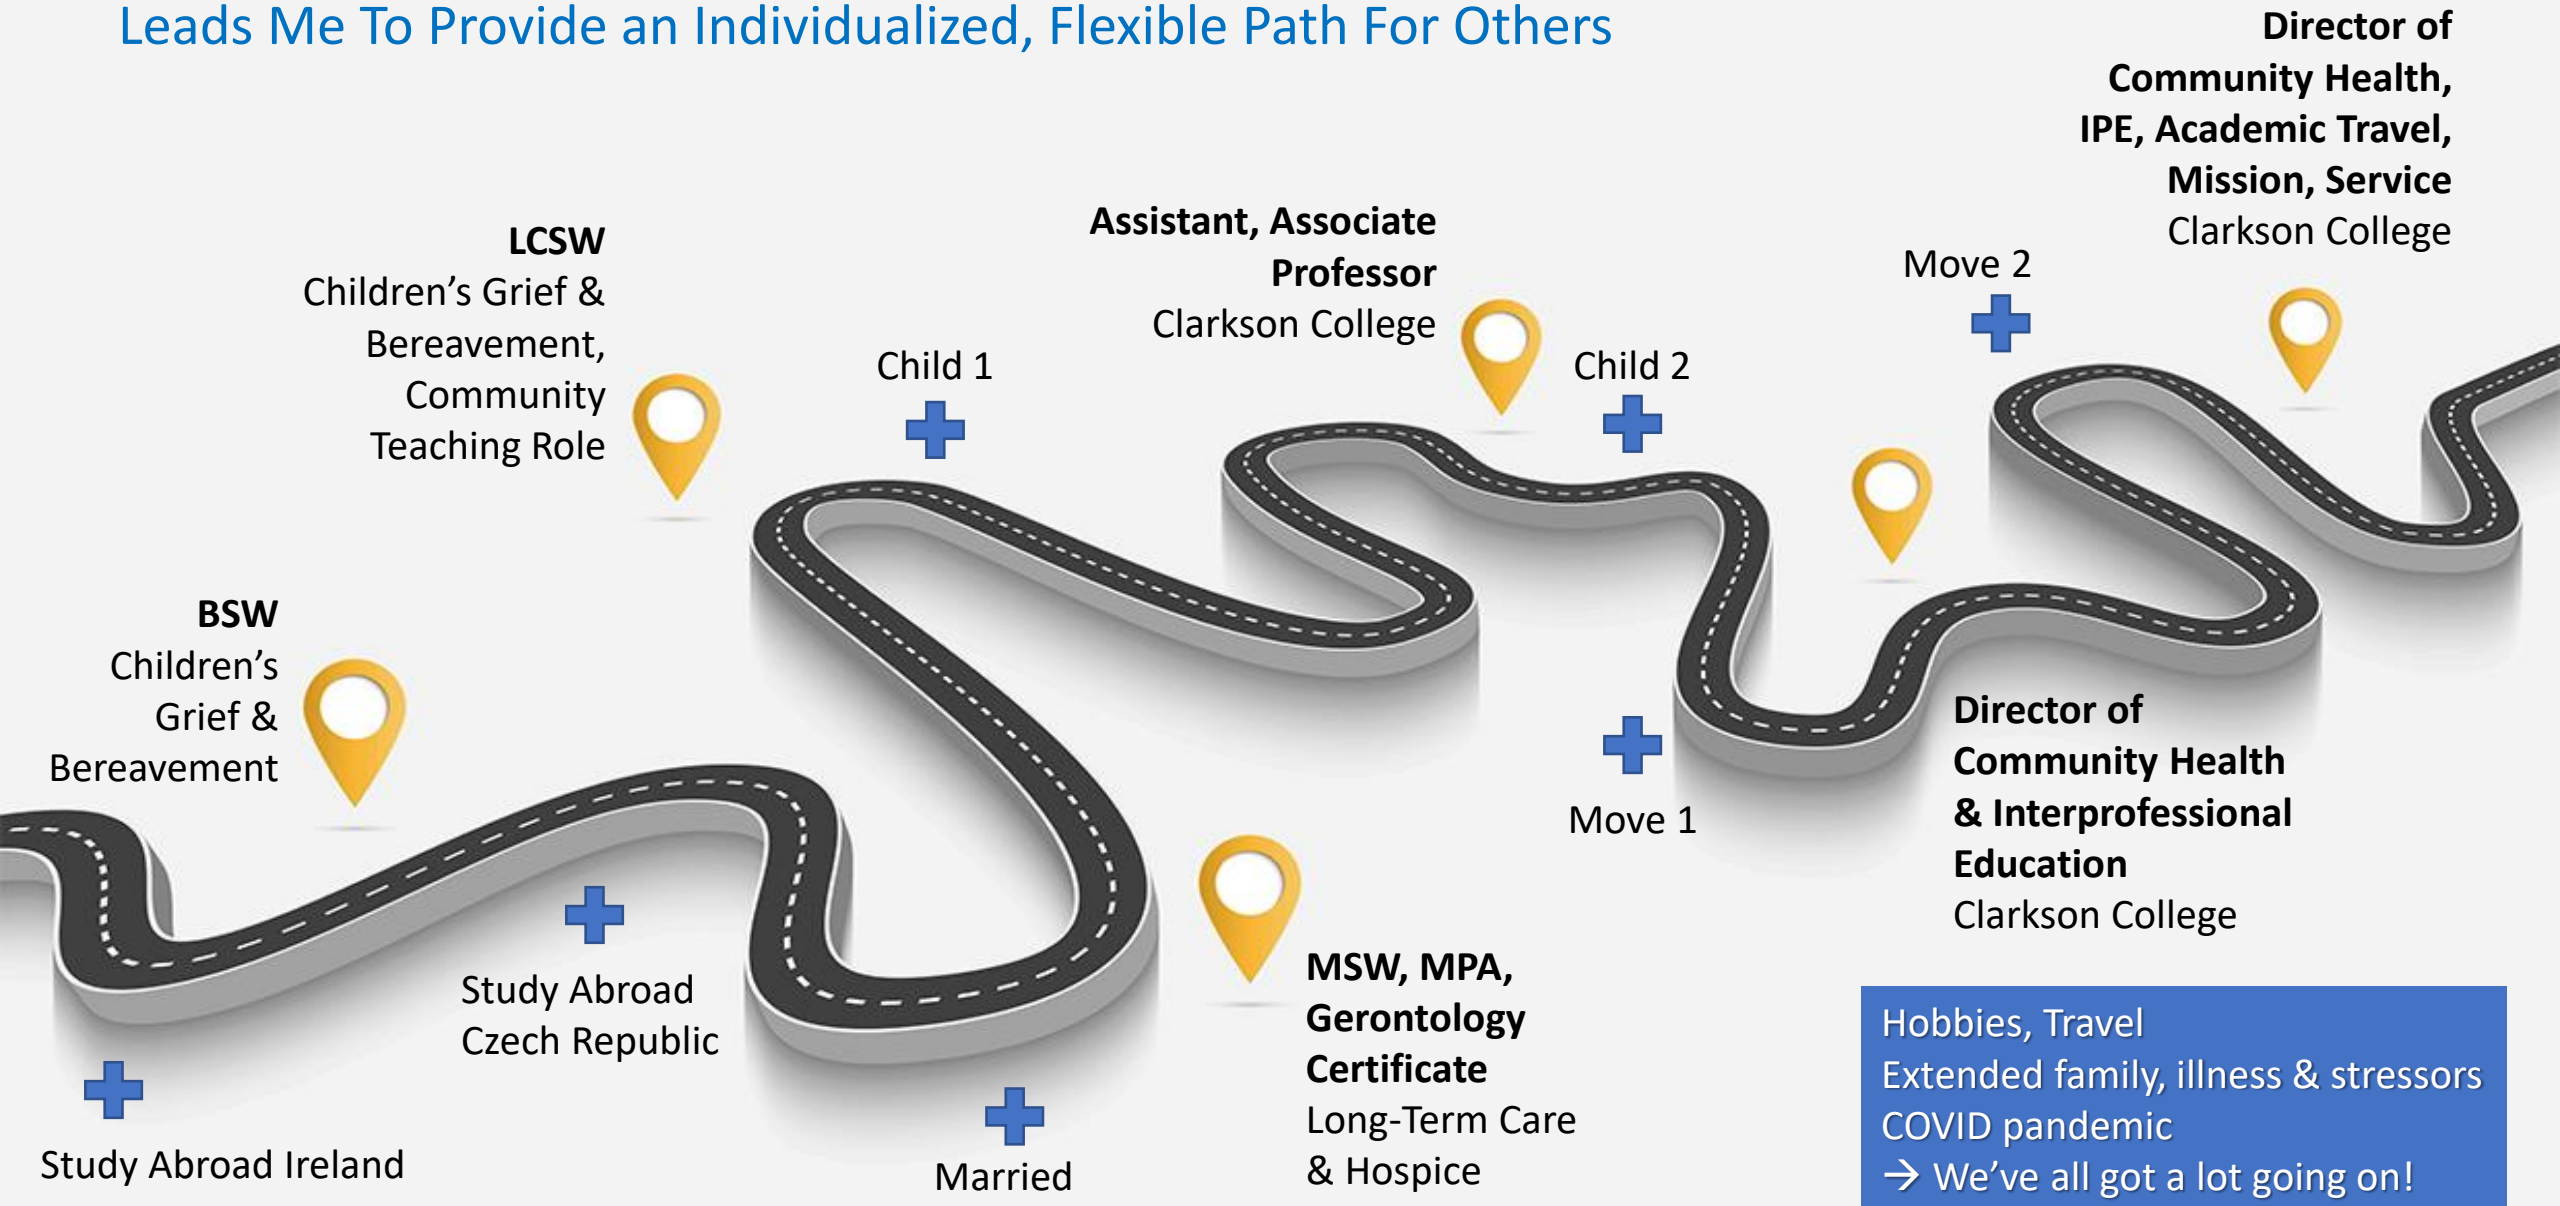 Leads Me To Provide an Individualized, Flexible Path For Others
BSW
Children’s
Grief &
Bereavement
Study Abroad Ireland
Study Abroad
Czech Republic
Married
MSW, MPA,
Gerontology
Certificate
Long-Term Care
& Hospice
LCSW
Children’s Grief &
Bereavement,
Community
Teaching Role
Child 1
Assistant, Associate
Professor
Clarkson College
Child 2
Move 1
Director of
Community Health
& Interprofessional
Education
Clarkson College
Move 2
Director of
Community Health,
IPE, Academic Travel,
Mission, Service
Clarkson College
Hobbies, Travel
Extended family, illness & stressors
COVID pandemic
→ We’ve all got a lot going on!